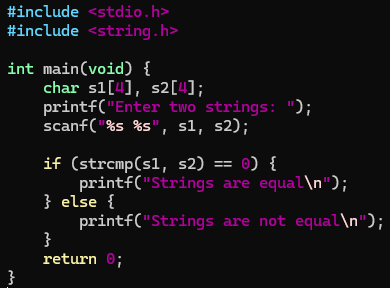 #include <stdio.h>
#include <string.h>

int main(void) {
    char s1[4], s2[4];
    printf("Enter two strings: ");
    scanf("%s %s", s1, s2);

    if (strcmp(s1, s2) == 0) {
        printf("Strings are equal\n");
    } else {
        printf("Strings are not equal\n");
    }
    return 0;
}